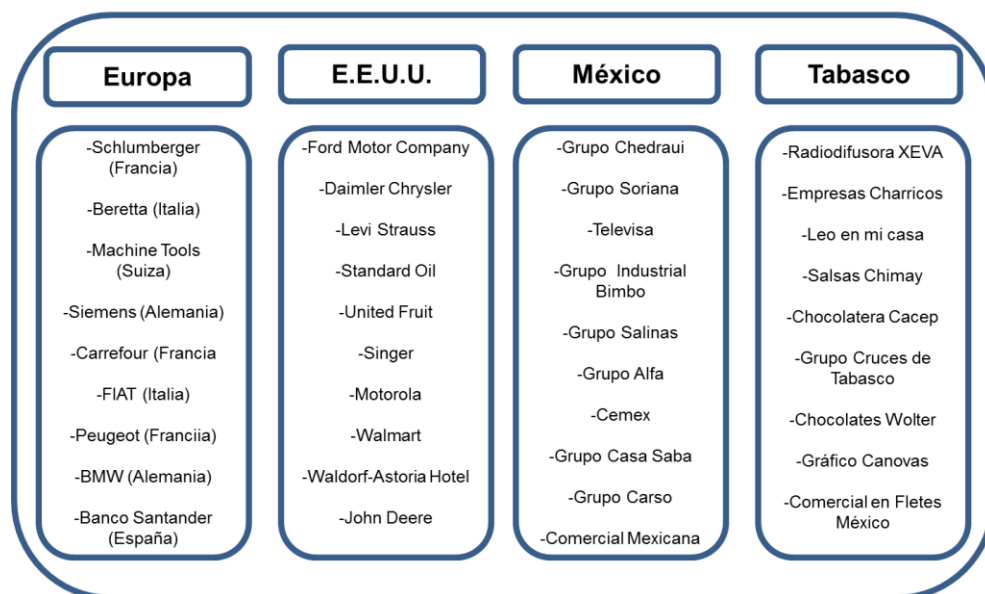 Europa
-Schlumberger
(Francia)
-Beretta (Italia)
-Machine Tools
(Suiza)
-Siemens (Alemania)
-Carrefour (Francia
-FIAT (Italia)
-Peugeot (Franciia)
-BMW (Alemania)
-Banco Santander
(España)
E.E.U.U.
-Ford Motor Company
-Daimler Chrysler
-Levi Strauss
-Standard Oil
-United Fruit
-Singer
-Motorola
-Walmart
-Waldorf-Astoria Hotel
-John Deere
México
-Grupo Chedraui
-Grupo Soriana
-Televisa
-Grupo Industrial
Bimbo
-Grupo Salinas
-Grupo Alfa
-Cemex
-Grupo Casa Saba
-Grupo Carso
-Comercial Mexicana
Tabasco
-Radiodifusora XEVA
-Empresas Charricos
-Leo en mi casa
-Salsas Chimay
-Chocolatera Cacep
-Grupo Cruces de
Tabasco
-Chocolates Wolter
-Gráfico Canovas
-Comercial en Fletes
México